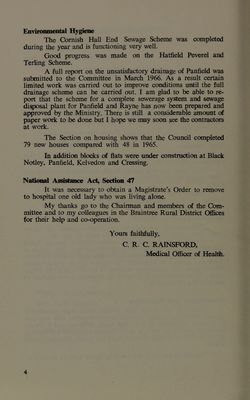 Environmental Hygiene
The Cornish Hall End Sewage Scheme was completed
during the year and is functioning very well.
Good progress was made on the Hatfield Peverel and
Terling Scheme.
A full report on the unsatisfactory drainage of Panfield was
submitted to the Committee in March 1966. As a result certain
limited work was carried out to improve conditions until the full
drainage scheme can be carried out. I am glad to be able to re-
port that the scheme for a complete sewerage system and sewage
disposal plant for Panfield and Rayne has now been prepared and
approved by the Ministry. There is still a considerable amount of
paper work to be done but I hope we may soon see the contractors
at work.
The Section on housing shows that the Council completed
79 new houses compared with 48 in 1965.
In addition blocks of flats were under construction at Black
Notley, Panfield, Kelvedon and Cressing.
National Assistance Act, Section 47
It was necessary to obtain a Magistrate's Order to remove
to hospital one old lady who was living alone.
My thanks go to the Chairman and members of the Com-
mittee and to my colleagues in the Braintree Rural District Offices
for their help and co-operation.
Yours faithfully,
C. R. C. RAINSFORD,
Medical Officer of Health.
4